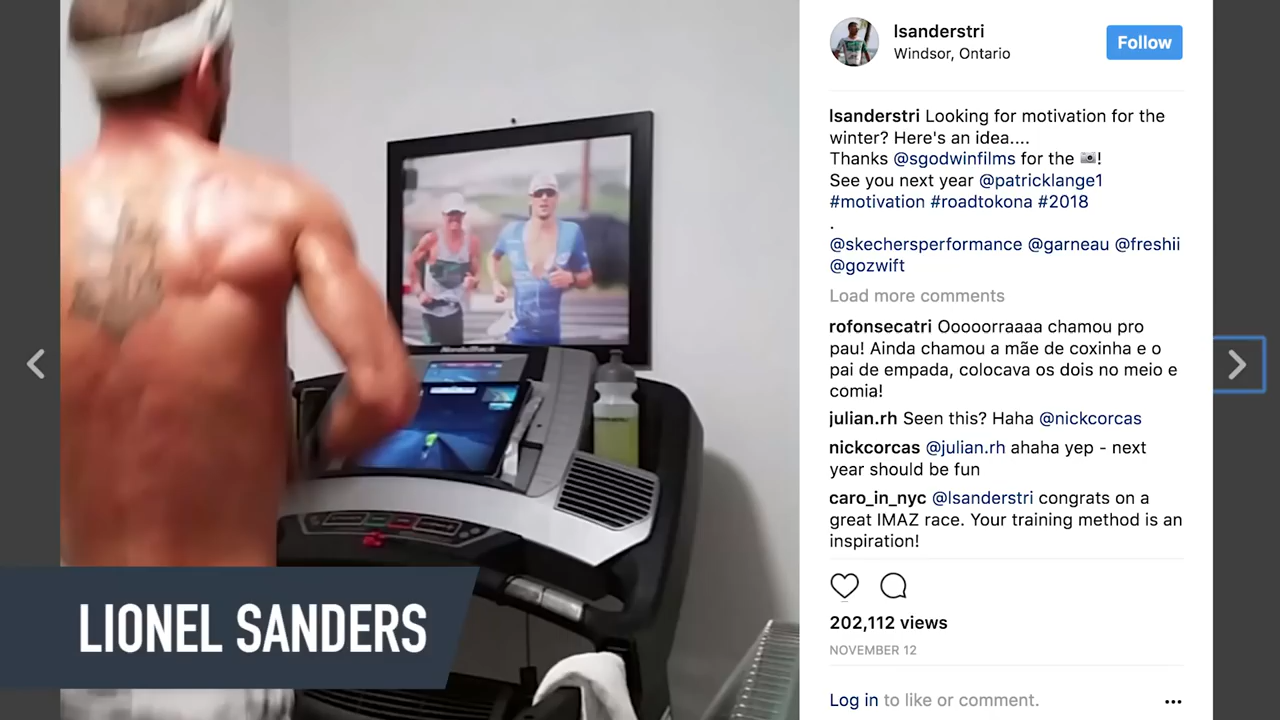 lsanderstri
Windsor, Ontario
Follow
lsanderstri Looking for motivation for the
winter? Here's an idea....
Thanks @sgodwinfilms for the 📷!
See you next year @patricklange1
#motivation #roadtokona #2018
.
@skechersperformance @garneau @freshii
@gozwift
Load more comments
rofonsecatri Ooooorraaaa chamou pro
pau! Ainda chamou a mãe de coxinha e o
pai de empada, colocava os dois no meio e
comia!
julian.rh Seen this? Haha @nickcorcas
nickcorcas @julian.rh ahaha yep - next
year should be fun
caro_in_nyc @lsanderstri congrats on a
great IMAZ race. Your training method is an
inspiration!
202,112 views
NOVEMBER 12
Log in to like or comment.
NordicTrack
LIONEL SANDERS